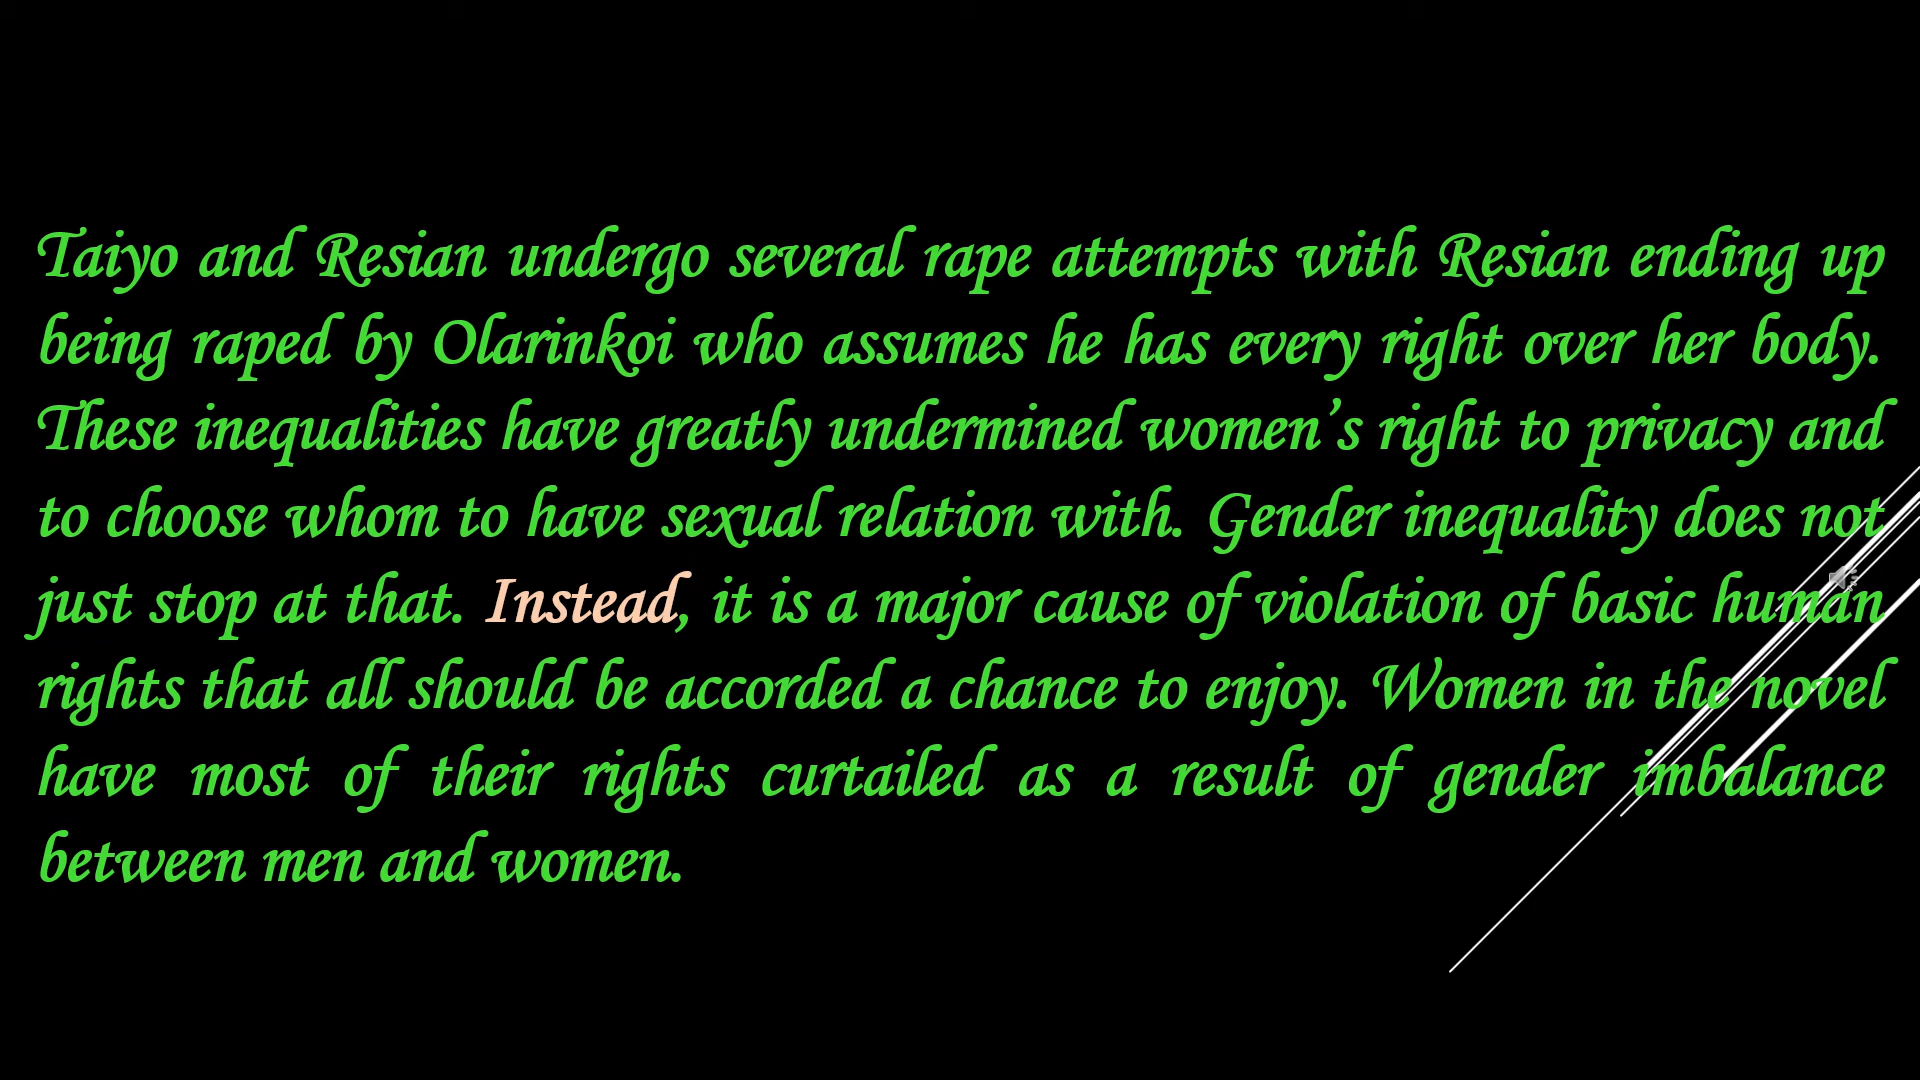 Taiyo and Resian undergo several rape attempts with Resian ending up
being raped by Olarinkoi who assumes he has every right over her body.
These inequalities have greatly undermined women’s right to privacy and
to choose whom to have sexual relation with. Gender inequality does not
just stop at that. Instead, it is a major cause of violation of basic human
rights that all should be accorded a chance to enjoy. Women in the novel
have most of their rights curtailed as a result of gender imbalance
between men and women.